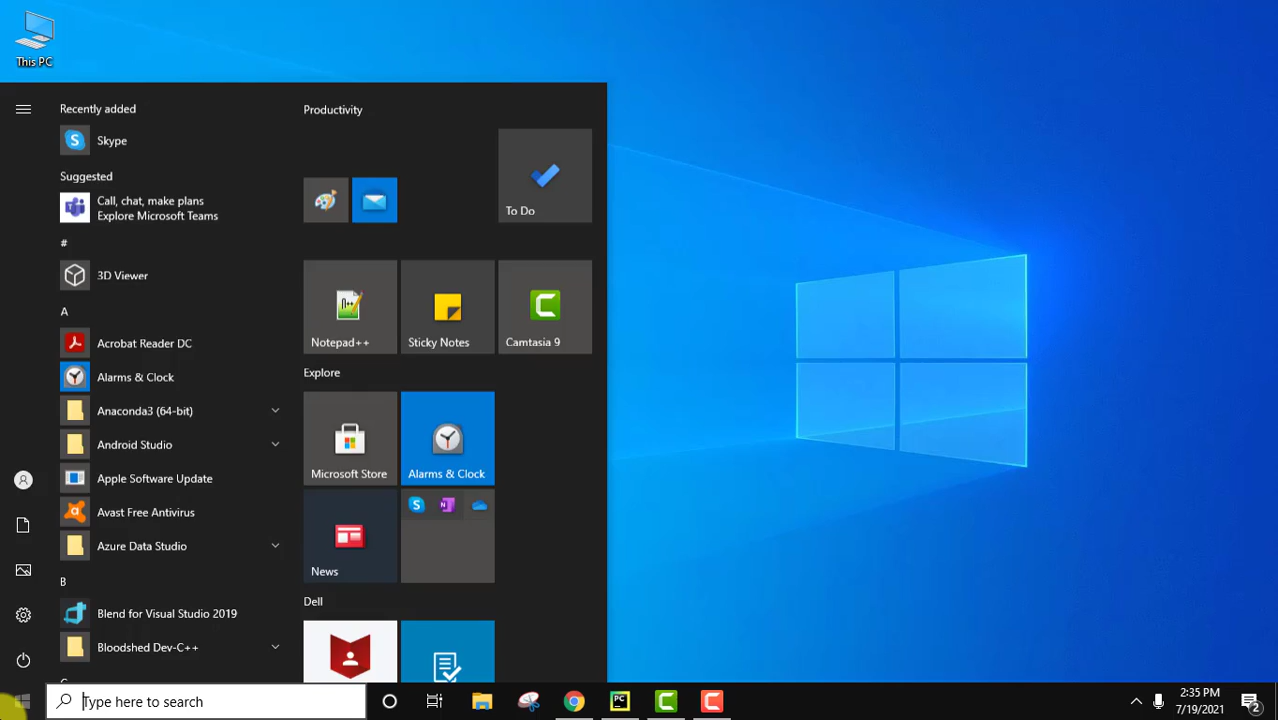 This PC
Recently added
Skype
Suggested
Call, chat, make plans
Explore Microsoft Teams
#
3D Viewer
A
Acrobat Reader DC
Alarms & Clock
Anaconda3 (64-bit)
Android Studio
Apple Software Update
Avast Free Antivirus
Azure Data Studio
B
Blend for Visual Studio 2019
Bloodshed Dev-C++
Productivity
To Do
Notepad++
Sticky Notes
Camtasia 9
Explore
Microsoft Store
Alarms & Clock
News
Dell
Type here to search
2:35 PM
7/19/2021
2